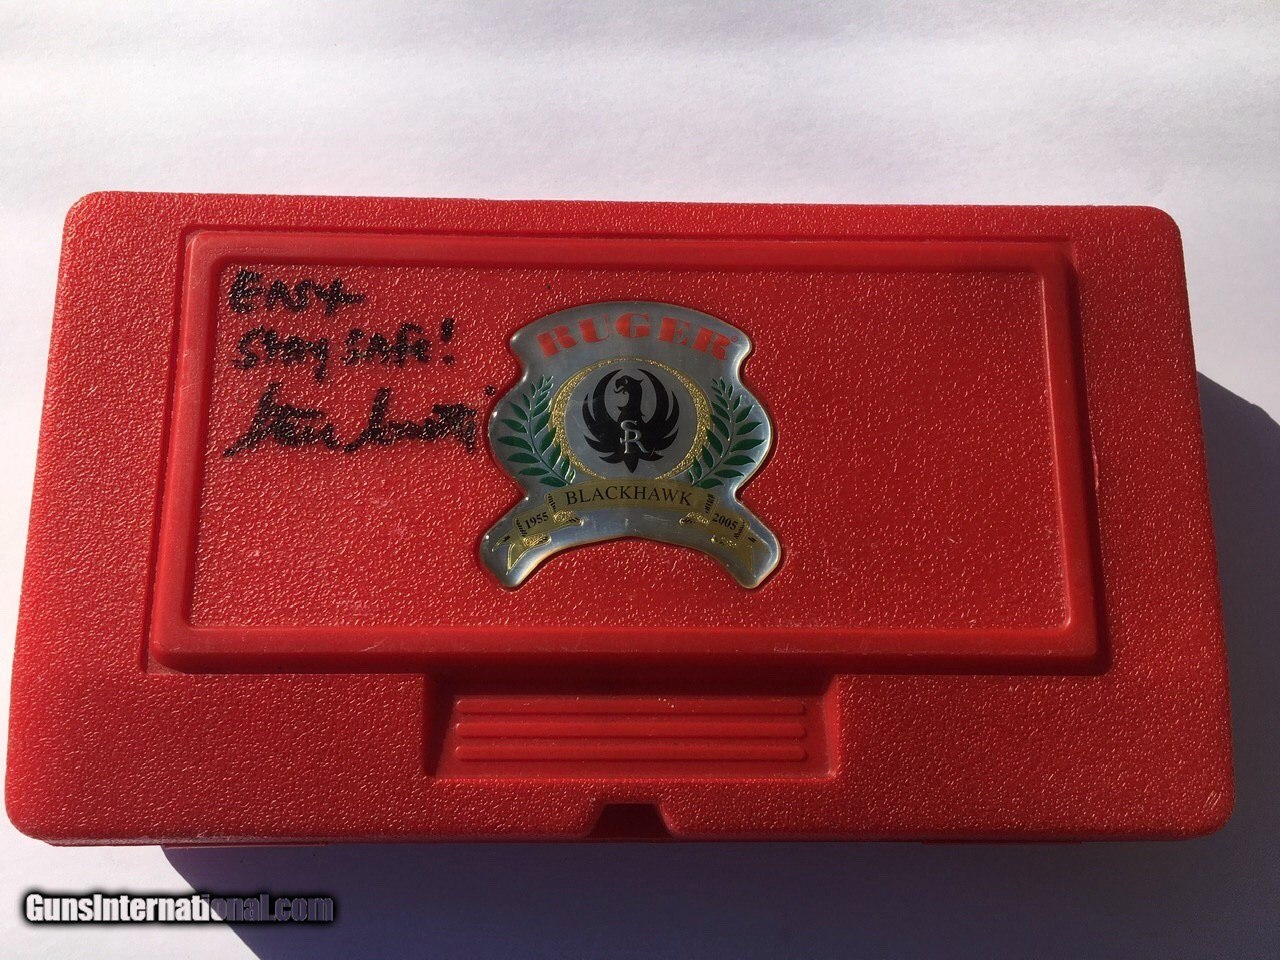 Easy
Stay safe!
RUGER
SR
BLACKHAWK
1955
2005
GunsInternational.com